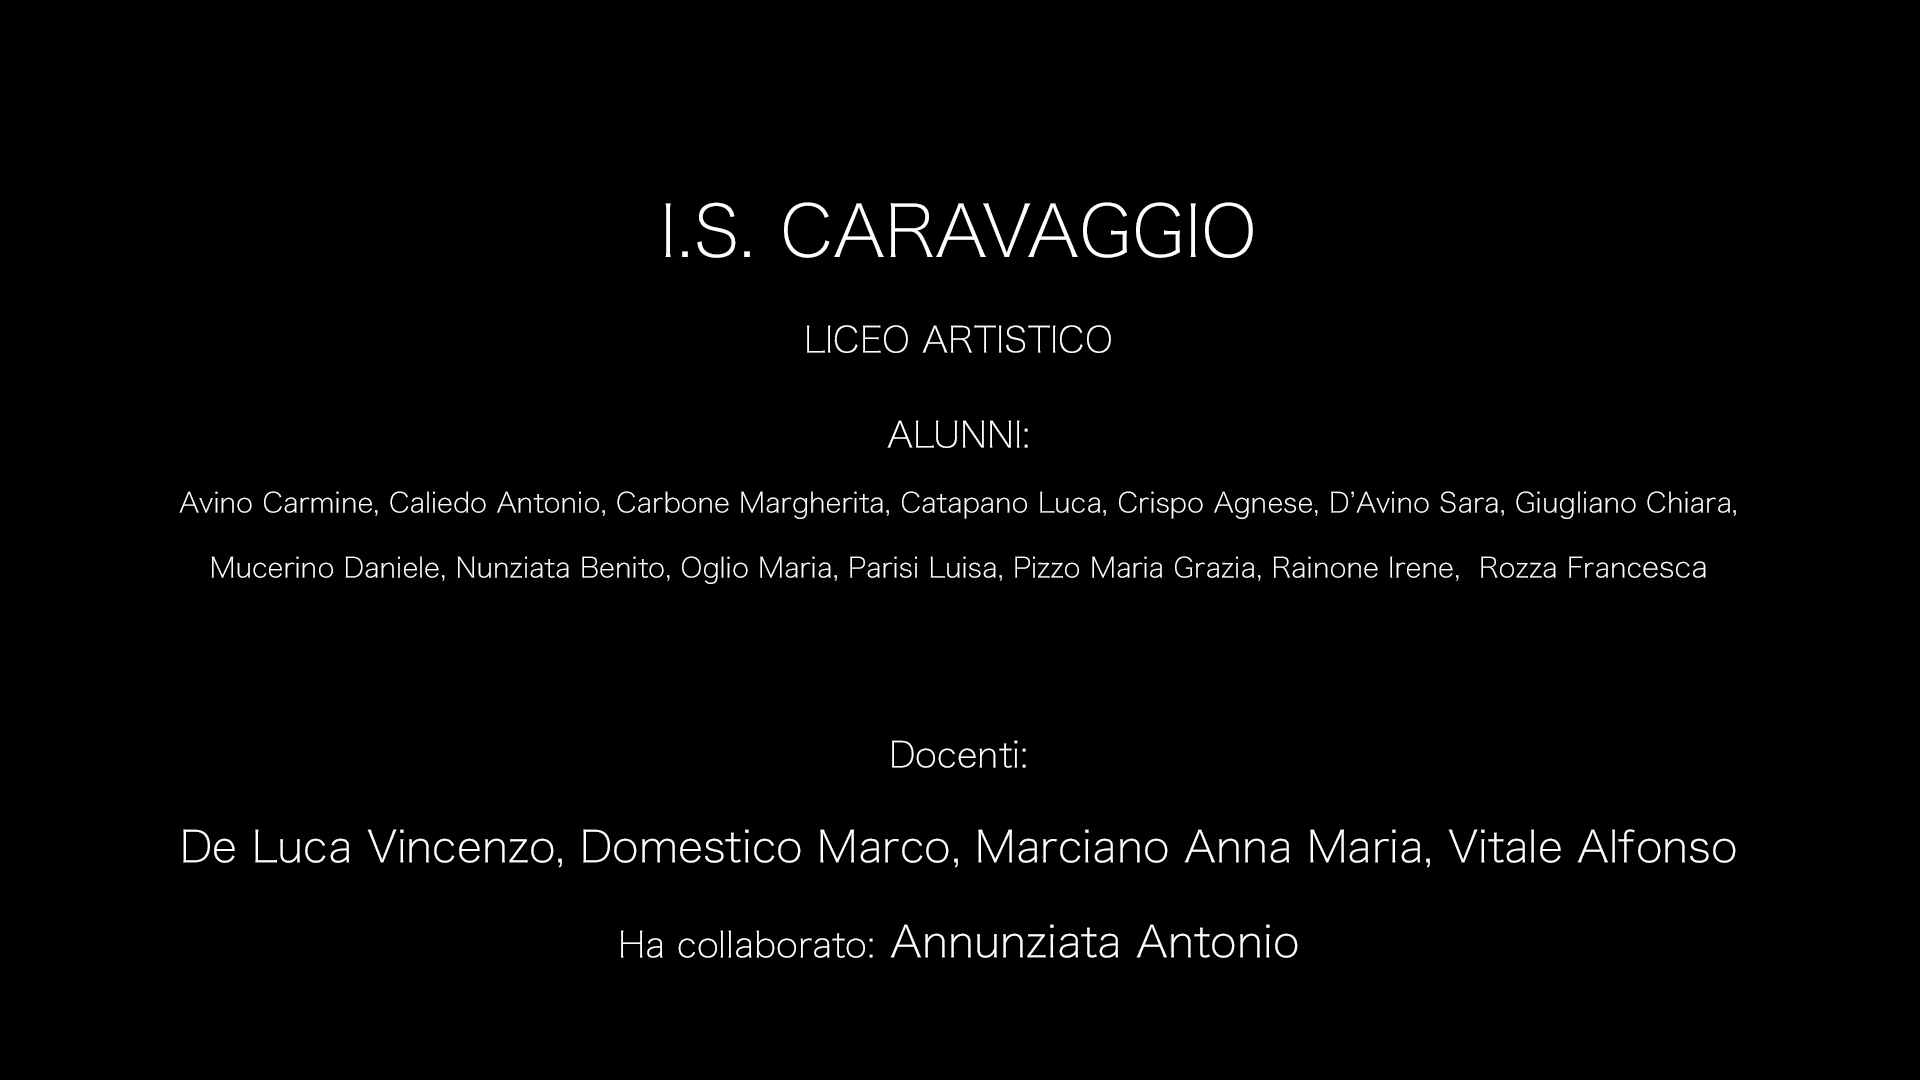 I.S. CARAVAGGIO
LICEO ARTISTICO
ALUNNI:
Avino Carmine, Caliedo Antonio, Carbone Margherita, Catapano Luca, Crispo Agnese, D’Avino Sara, Giugliano Chiara,
Mucerino Daniele, Nunziata Benito, Oglio Maria, Parisi Luisa, Pizzo Maria Grazia, Rainone Irene,  Rozza Francesca
Docenti:
De Luca Vincenzo, Domestico Marco, Marciano Anna Maria, Vitale Alfonso
Ha collaborato: Annunziata Antonio